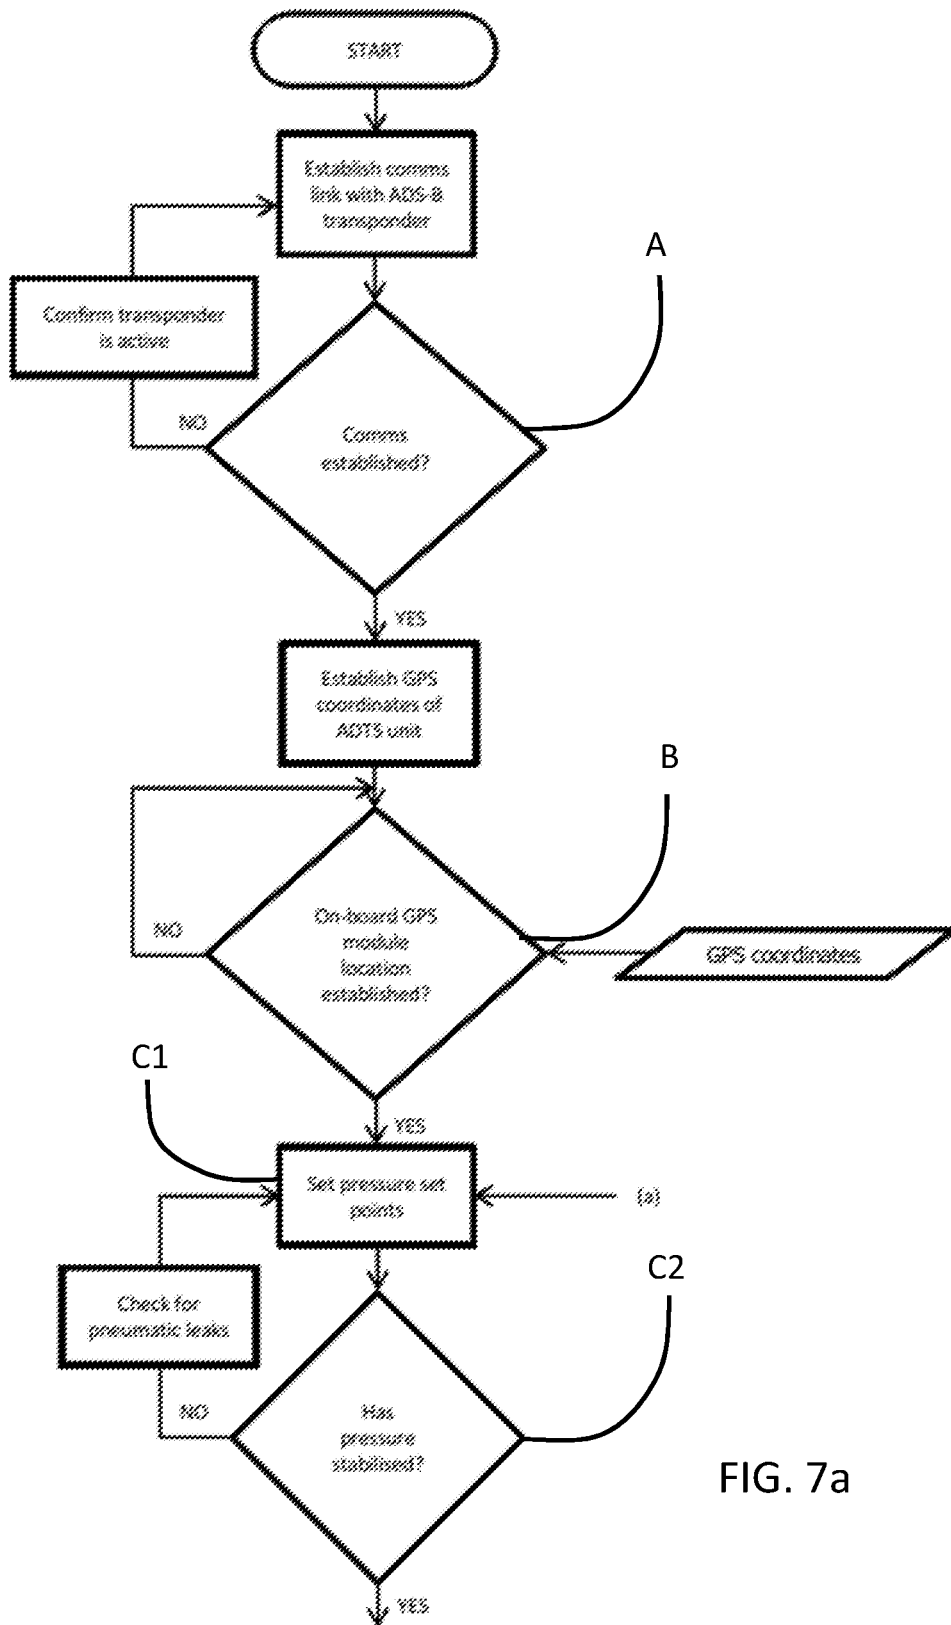 START
Establish comms
link with ADS-B
transponder
A
Confirm transponder
is active
NO
Comms
established?
YES
Establish GPS
coordinates of
ADTS unit
B
NO
On-board GPS
module
location
established?
GPS coordinates
C1
YES
Set pressure set
points
(a)
C2
Check for
pneumatic leaks
NO
Has
pressure
stabilised?
FIG. 7a
YES